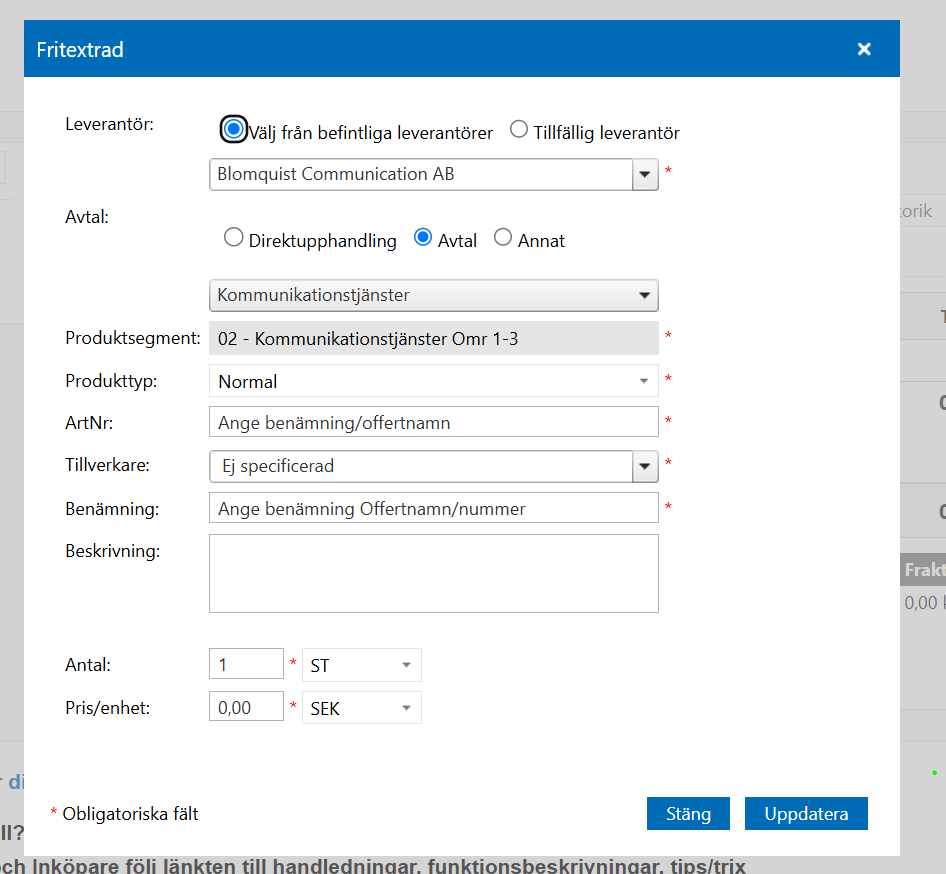 Fritextrad
Leverantör:
Välj från befintliga leverantörer Tillfällig leverantör
Blomquist Communication AB *
Avtal:
torik
Direktupphandling Avtal Annat
Kommunikationstjänster
Produktsegment: 02 - Kommunikationstjänster Omr 1-3 *
Produkttyp: Normal *
ArtNr: Ange benämning/offertnamn *
Tillverkare: Ej specificerad *
Benämning: Ange benämning Offertnamn/nummer *
Beskrivning:
Frakt
0,00
Antal: 1 * ST
Pris/enhet: 0,00 * SEK
r di
* Obligatoriska fält Stäng Uppdatera
ll?
och Inköpare följ länkten till handledningar, funktionsbeskrivningar, tips/trix